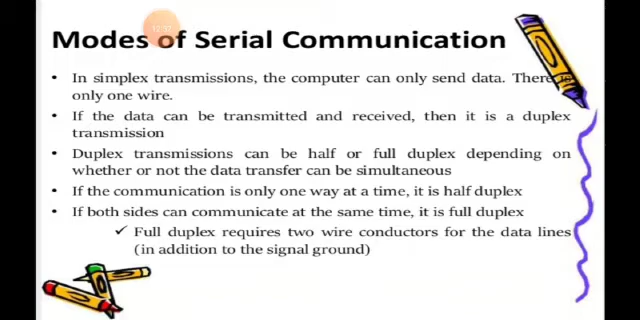 12:37
Modes of Serial Communication
• In simplex transmissions, the computer can only send data. There is
only one wire.
• If the data can be transmitted and received, then it is a duplex
transmission
• Duplex transmissions can be half or full duplex depending on
whether or not the data transfer can be simultaneous
• If the communication is only one way at a time, it is half duplex
• If both sides can communicate at the same time, it is full duplex
✓ Full duplex requires two wire conductors for the data lines
(in addition to the signal ground)